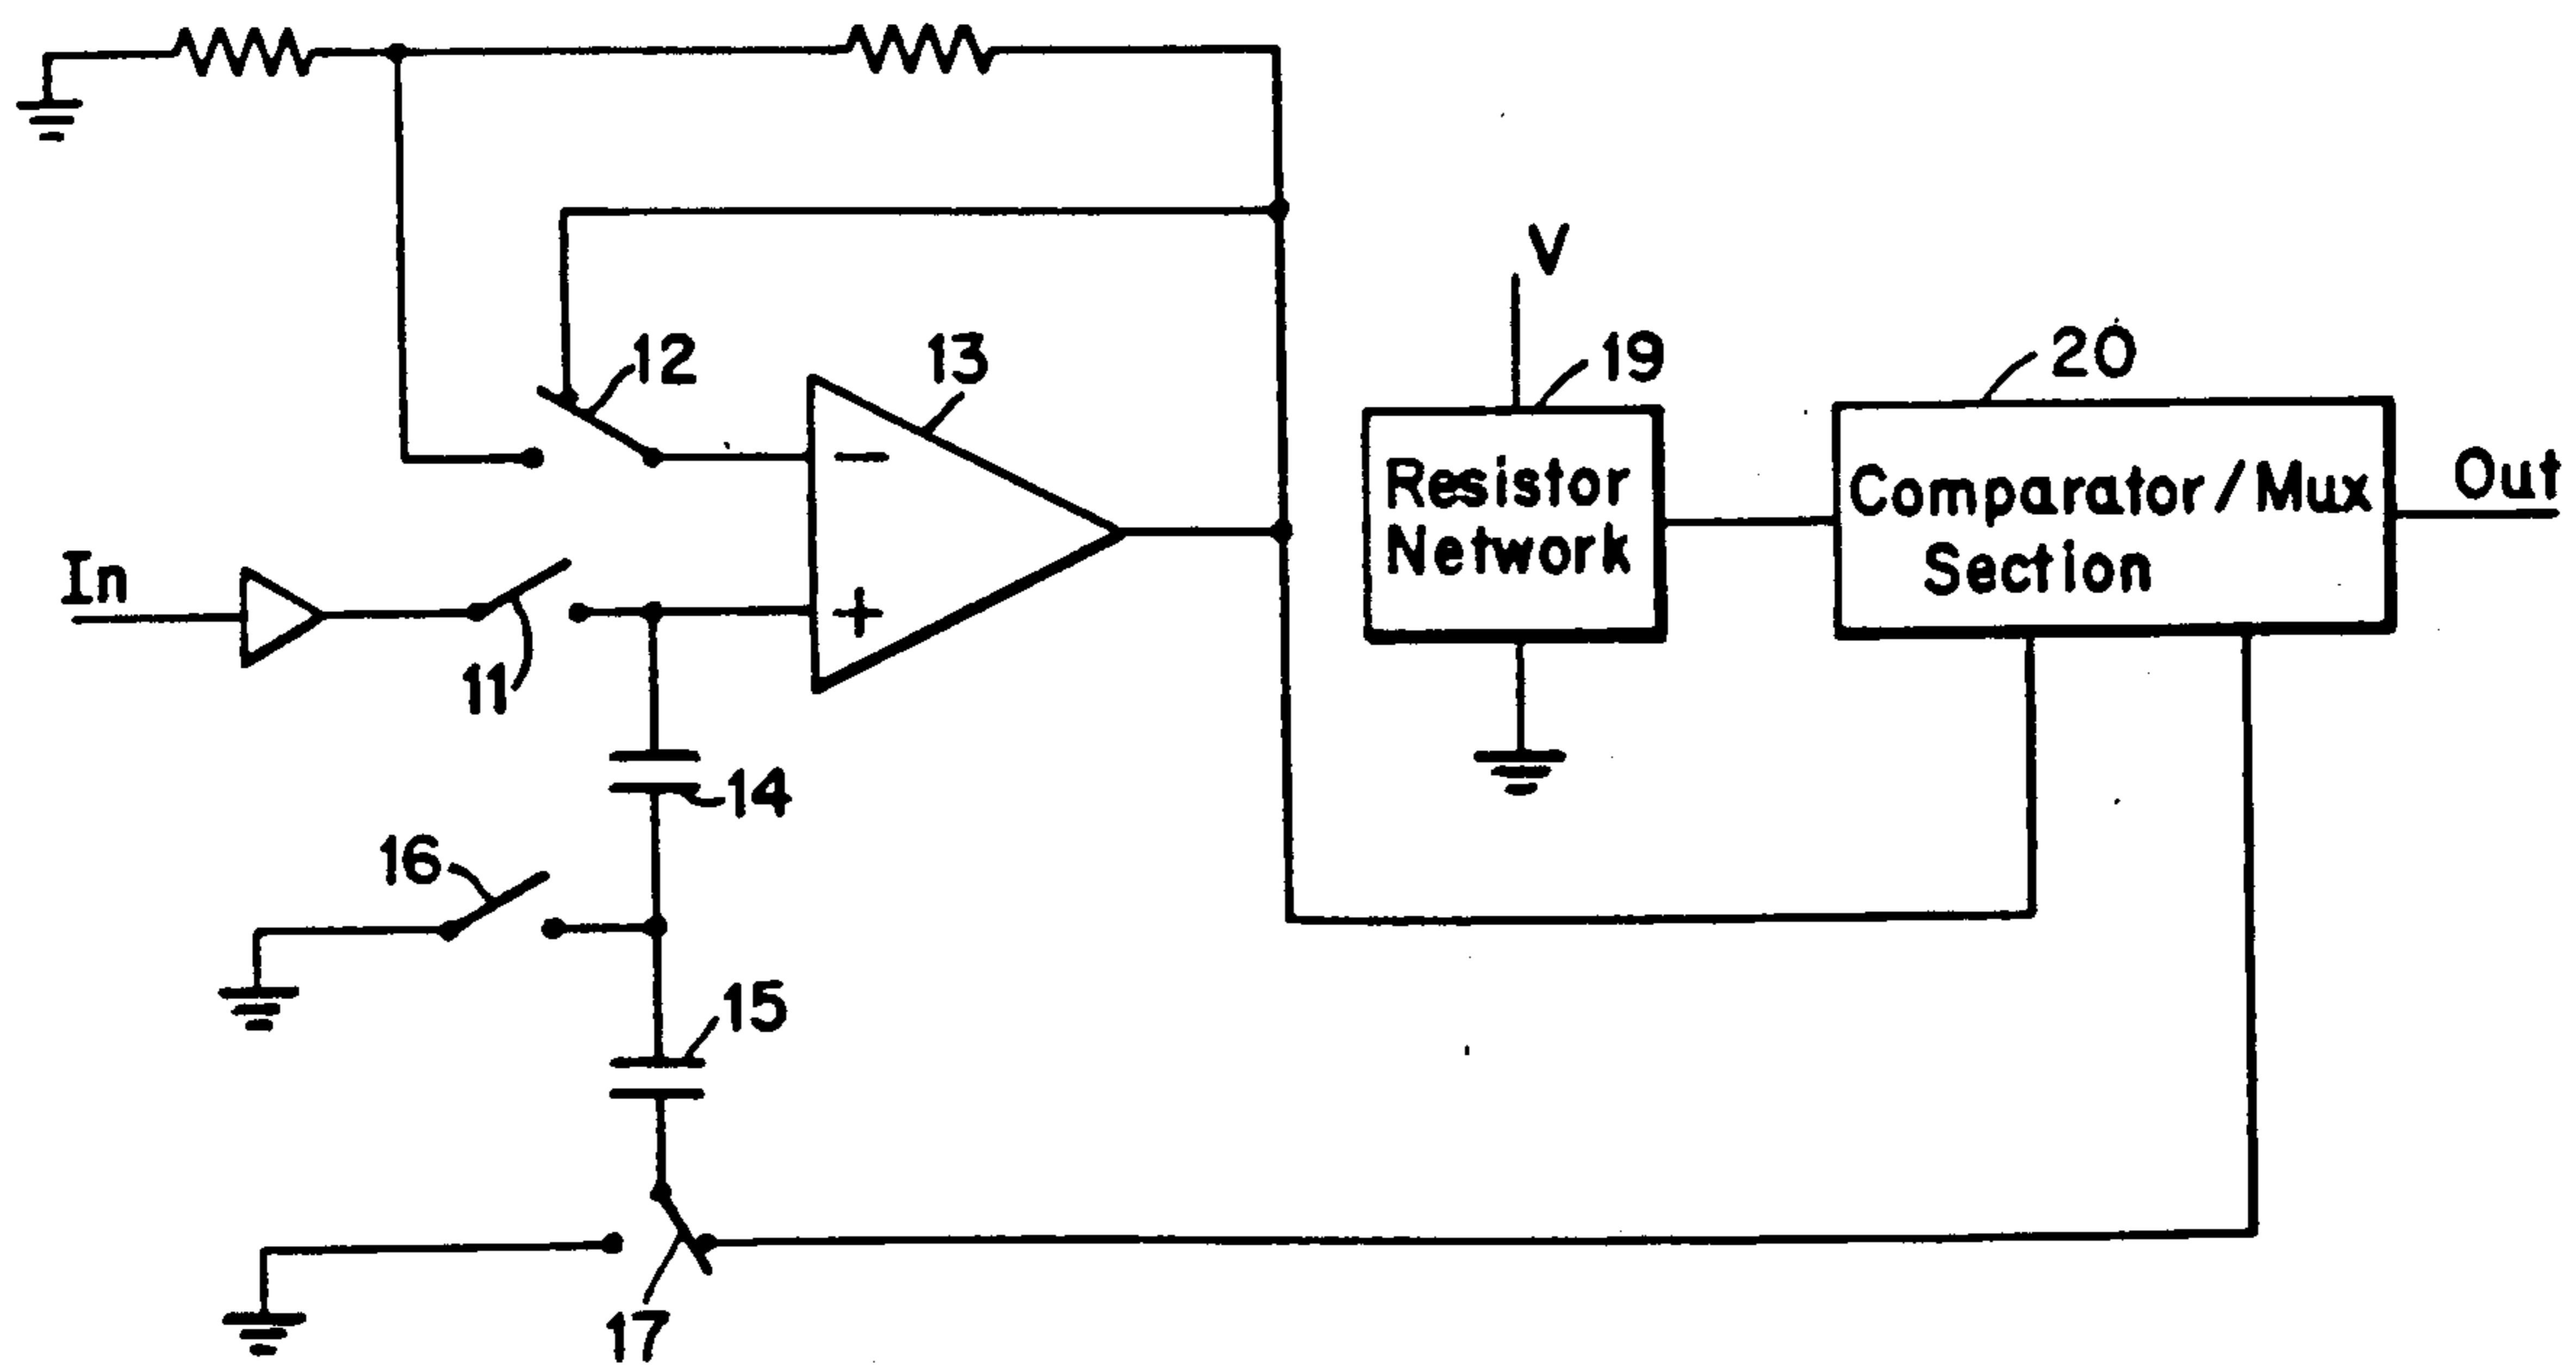 V
12
13
19
20
Resistor
Network
Comparator/Mux
Section
Out
In
11
14
16
15
17
−
+